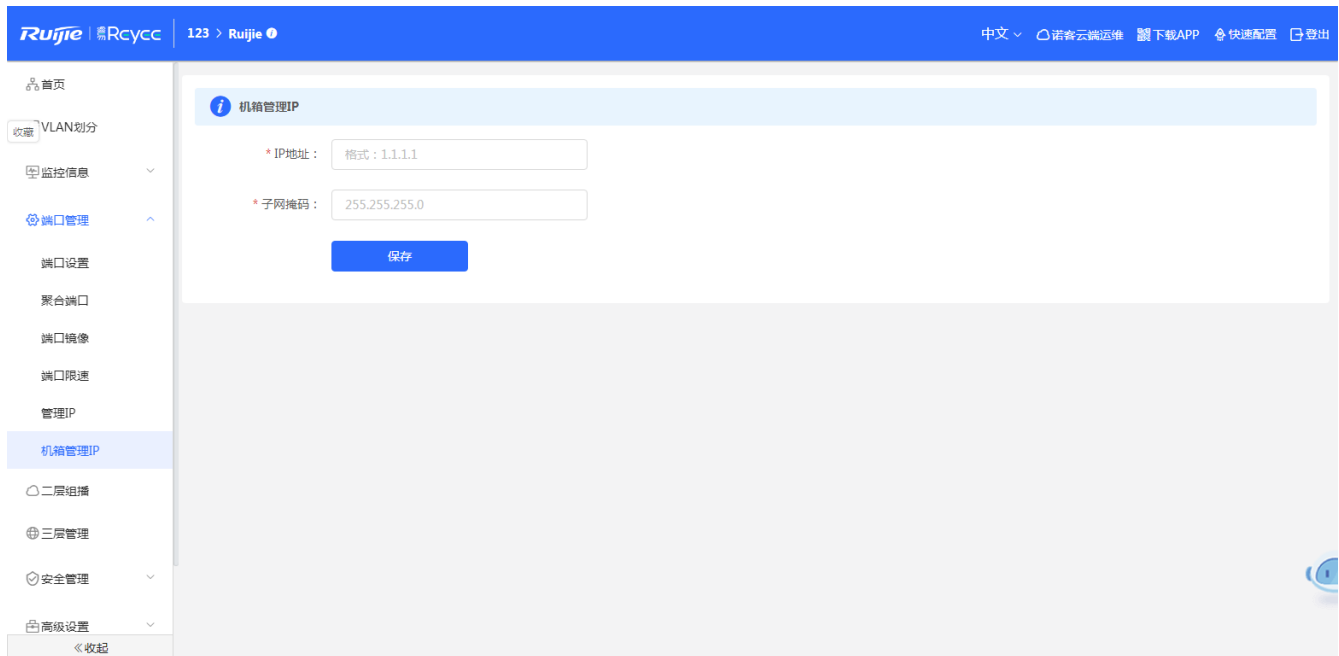 Ruijie | 睿易 Reyee 123 > Ruijie
中文 诺客云端运维 下载APP 快速配置 登出
首页
收藏
VLAN划分
监控信息
端口管理
端口设置
聚合端口
端口镜像
端口限速
管理IP
机箱管理IP
二层组播
三层管理
安全管理
高级设置
《收起
机箱管理IP
* IP地址： 格式：1.1.1.1
* 子网掩码： 255.255.255.0
保存